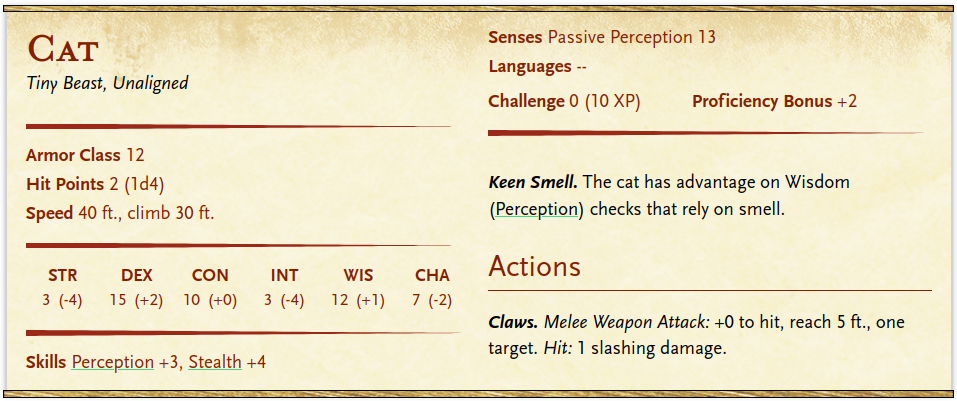 Cat
Tiny Beast, Unaligned
Armor Class 12
Hit Points 2 (1d4)
Speed 40 ft., climb 30 ft.
STR DEX CON INT WIS CHA
3 (-4) 15 (+2) 10 (+0) 3 (-4) 12 (+1) 7 (-2)
Skills Perception +3, Stealth +4
Senses Passive Perception 13
Languages --
Challenge 0 (10 XP) Proficiency Bonus +2
Keen Smell. The cat has advantage on Wisdom
(Perception) checks that rely on smell.
Actions
Claws. Melee Weapon Attack: +0 to hit, reach 5 ft., one
target. Hit: 1 slashing damage.